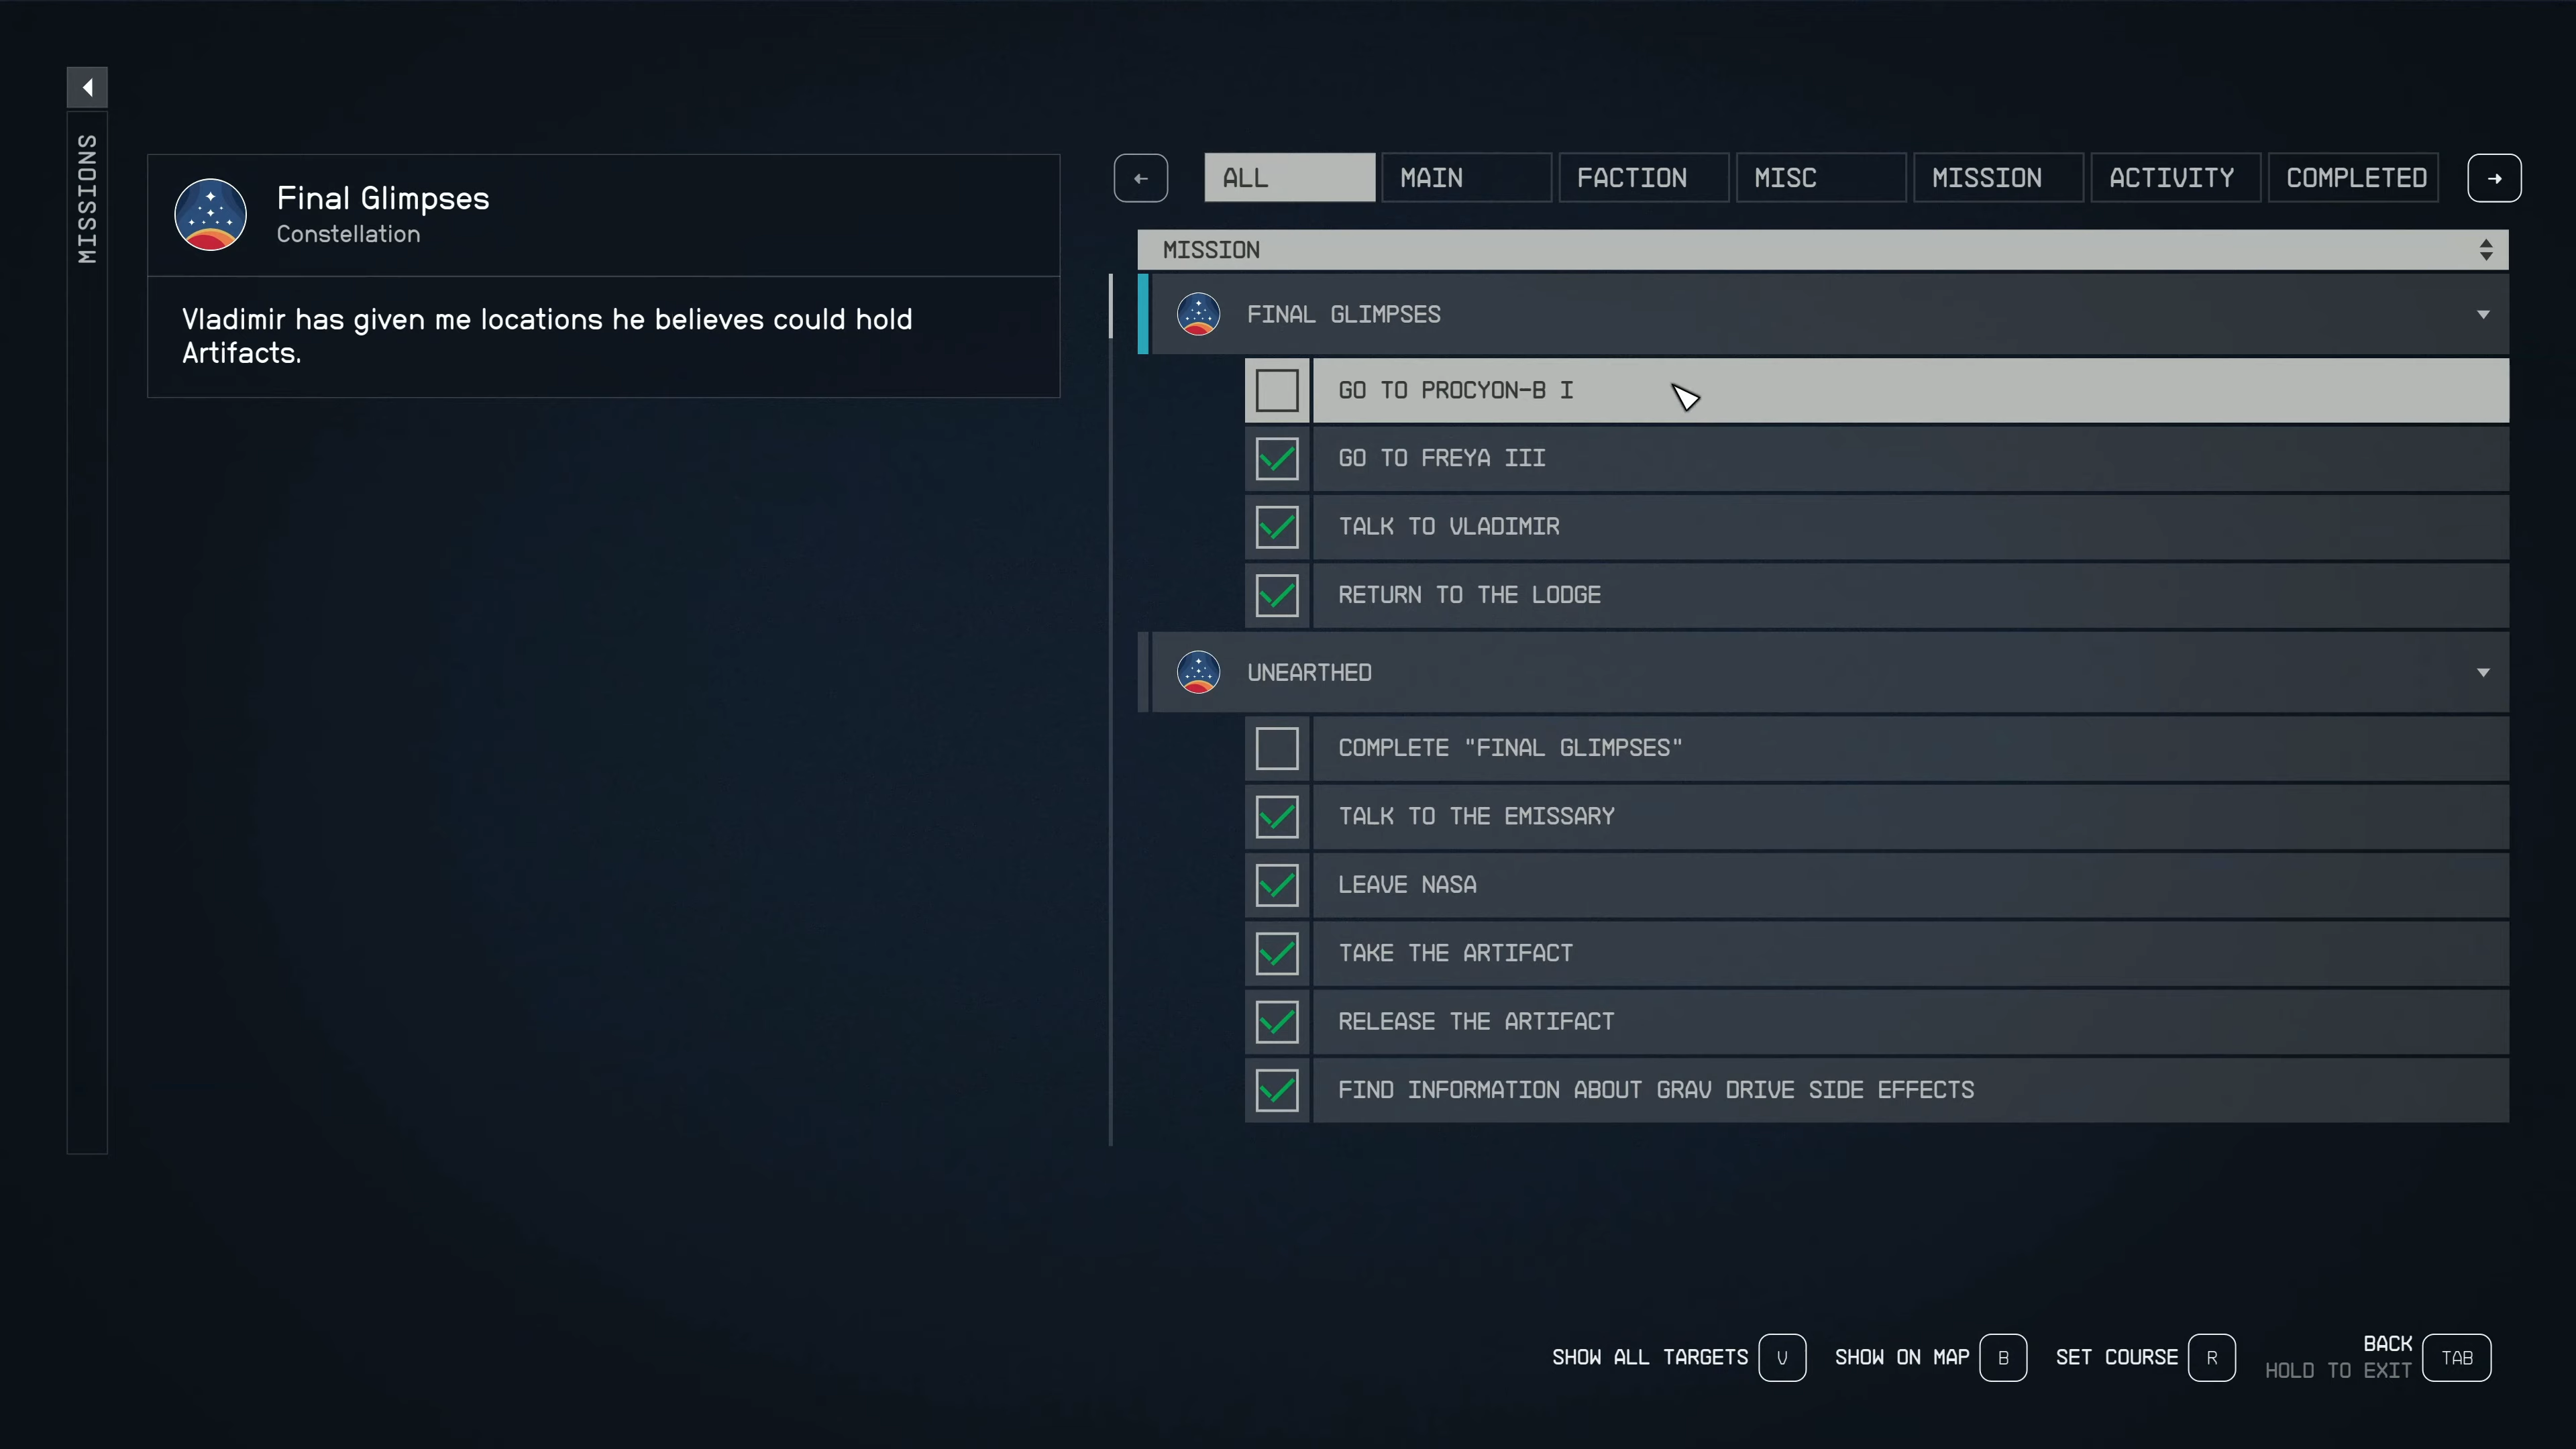 MISSIONS
Final Glimpses
Constellation
Vladimir has given me locations he believes could hold
Artifacts.
ALL
MAIN
FACTION
MISC
MISSION
ACTIVITY
COMPLETED
MISSION
FINAL GLIMPSES
GO TO PROCYON-B I
GO TO FREYA III
TALK TO VLADIMIR
RETURN TO THE LODGE
UNEARTHED
COMPLETE "FINAL GLIMPSES"
TALK TO THE EMISSARY
LEAVE NASA
TAKE THE ARTIFACT
RELEASE THE ARTIFACT
FIND INFORMATION ABOUT GRAV DRIVE SIDE EFFECTS
SHOW ALL TARGETS V
SHOW ON MAP B
SET COURSE R
BACK
HOLD TO EXIT
TAB